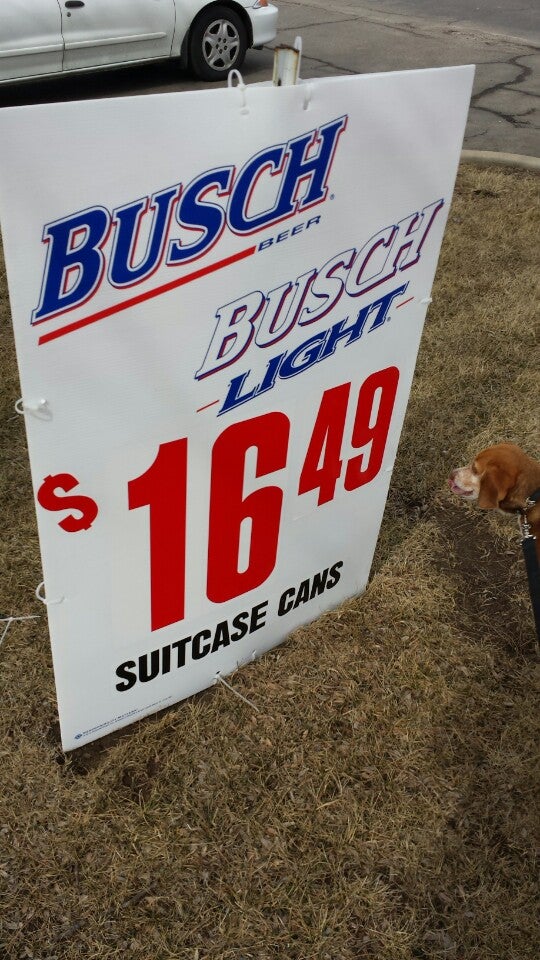 BUSCH
BEER
BUSCH
LIGHT
$16 49
SUITCASE CANS